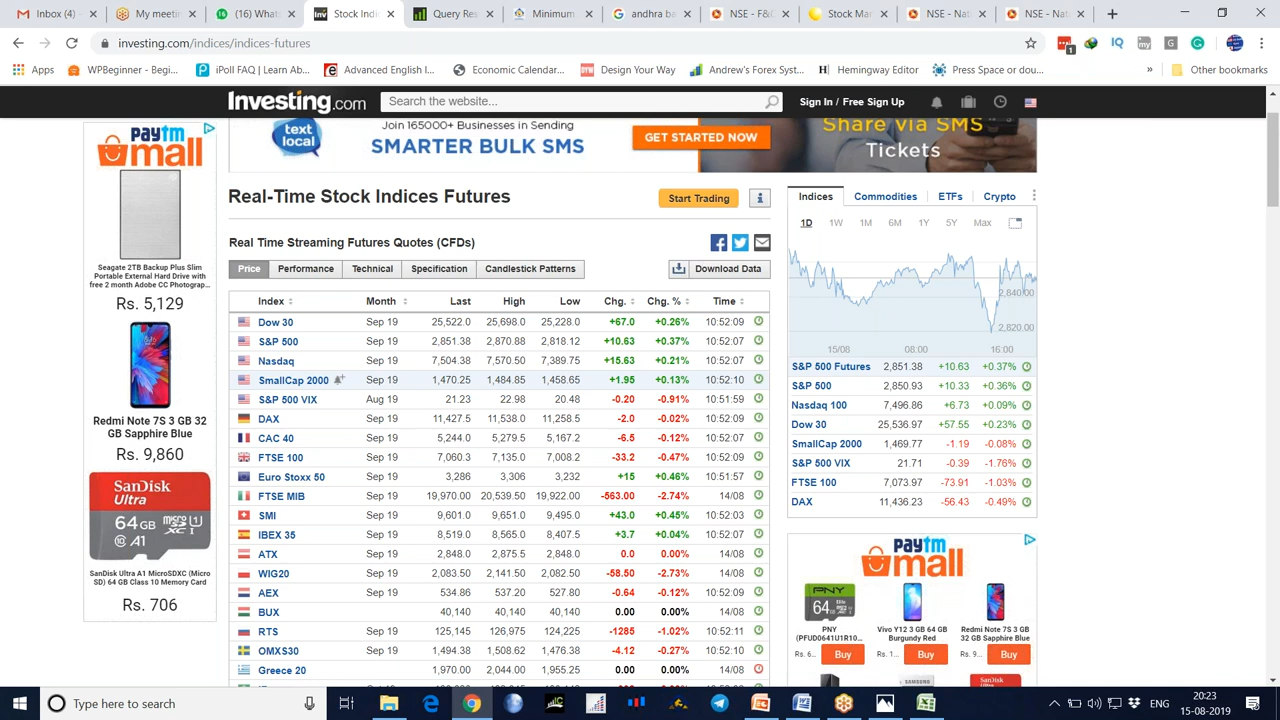 Inbox (4) -
(16) Whats
Stock Indic
Query Res
Minimum
andhra ba
NSE - F&C
Stock Mar
NSE - Nat
NSE - Nat
investing.com/indices/indices-futures
Apps
WPBeginner - Begi...
iPoll FAQs | Learn Ab...
Advanced English I...
Economic Calendar...
Design Your Way
Andrew's Forex Syst...
Hemingway Editor
Press Space or dou...
»
Other bookmarks
Investing.com
Search the website...
Sign In / Free Sign Up
paytm mall
text local
Join 165000+ Businesses in Sending
SMARTER BULK SMS
GET STARTED NOW
Share via SMS
Tickets
Seagate 2TB Backup Plus Slim
Portable External Hard Drive with
free 2 month Adobe CC Photograp...
Rs. 5,129
Redmi Note 7S 3 GB 32
GB Sapphire Blue
Rs. 9,860
SanDisk
Ultra
64GB
A1
SanDisk Ultra A1 MicroSDXC (Micro
SD) 64 GB Class 10 Memory Card
Rs. 706
Real-Time Stock Indices Futures
Start Trading
Real Time Streaming Futures Quotes (CFDs)
Price Performance Technical Specification Candlestick Patterns Download Data
Index Month Last High Low Chg. Chg. % Time
Dow 30 Sep 19 25,522.0 25,698.0 25,228.0 +67.0 +0.26% 10:52:09
S&P 500 Sep 19 2,851.38 2,870.88 2,818.12 +10.63 +0.37% 10:52:07
Nasdaq Sep 19 7,504.38 7,570.50 7,389.75 +15.63 +0.21% 10:52:07
SmallCap 2000 Sep 19 1,470.25 1,484.85 1,458.65 +1.95 +0.13% 10:52:10
S&P 500 VIX Aug 19 21.23 22.98 20.48 -0.20 -0.91% 10:51:59
DAX Sep 19 11,427.5 11,538.0 11,258.5 -2.0 -0.02% 10:52:09
CAC 40 Sep 19 5,244.0 5,279.5 5,167.2 -6.5 -0.12% 10:52:07
FTSE 100 Sep 19 7,060.3 7,135.0 7,008.2 -33.2 -0.47% 10:52:09
Euro Stoxx 50 Sep 19 3,286 3,306 3,232 +15 +0.46% 10:51:57
FTSE MIB Sep 19 19,970.00 20,539.50 19,922.00 -563.00 -2.74% 14/08
SMI Sep 19 9,601.0 9,651.0 9,495.0 +43.0 +0.45% 10:52:03
IBEX 35 Sep 19 8,519.0 8,565.0 8,409.0 +3.7 +0.04% 10:52:07
ATX Sep 19 2,848.0 2,875.5 2,848.0 0.0 0.00% 14/08
WIG20 Sep 19 2,083.50 2,141.50 2,082.50 -58.50 -2.73% 14/08
AEX Sep 19 534.86 537.20 527.80 -0.64 -0.12% 10:52:09
BUX Sep 19 40,140 40,140 40,140 0.00 0.00% 14/08
RTS Sep 19 125,145 126,975 124,225 -1285 -1.02% 10:52:11
OMXS30 Sep 19 1,494.38 1,508.62 1,476.38 -4.12 -0.27% 10:52:10
Greece 20 Sep 19 1,970.00 2,044.00 1,955.25 0.00 0.00% 14/08
Indices Commodities ETFs Crypto
1D 1W 1M 6M 1Y 5Y Max
2,840.00
2,820.00
15/08 08:00 16:00
S&P 500 Futures 2,851.38 +10.63 +0.37%
S&P 500 2,850.93 +10.33 +0.36%
Nasdaq 100 7,496.86 +6.73 +0.09%
Dow 30 25,536.97 +57.55 +0.23%
SmallCap 2000 1,469.77 -1.19 -0.08%
S&P 500 VIX 21.71 -0.39 -1.76%
FTSE 100 7,073.97 -73.91 -1.03%
DAX 11,436.23 -56.43 -0.49%
paytm mall
PNY
(PFUD0641U1R10...
Rs. 6...
Buy
Vivo Y12 3 GB 64 GB
Burgundy Red
Rs. 1...
Buy
Redmi Note 7S 3 GB
32 GB Sapphire Blue
Rs. 9...
Buy
Type here to search
ENG
20:23
15-08-2019